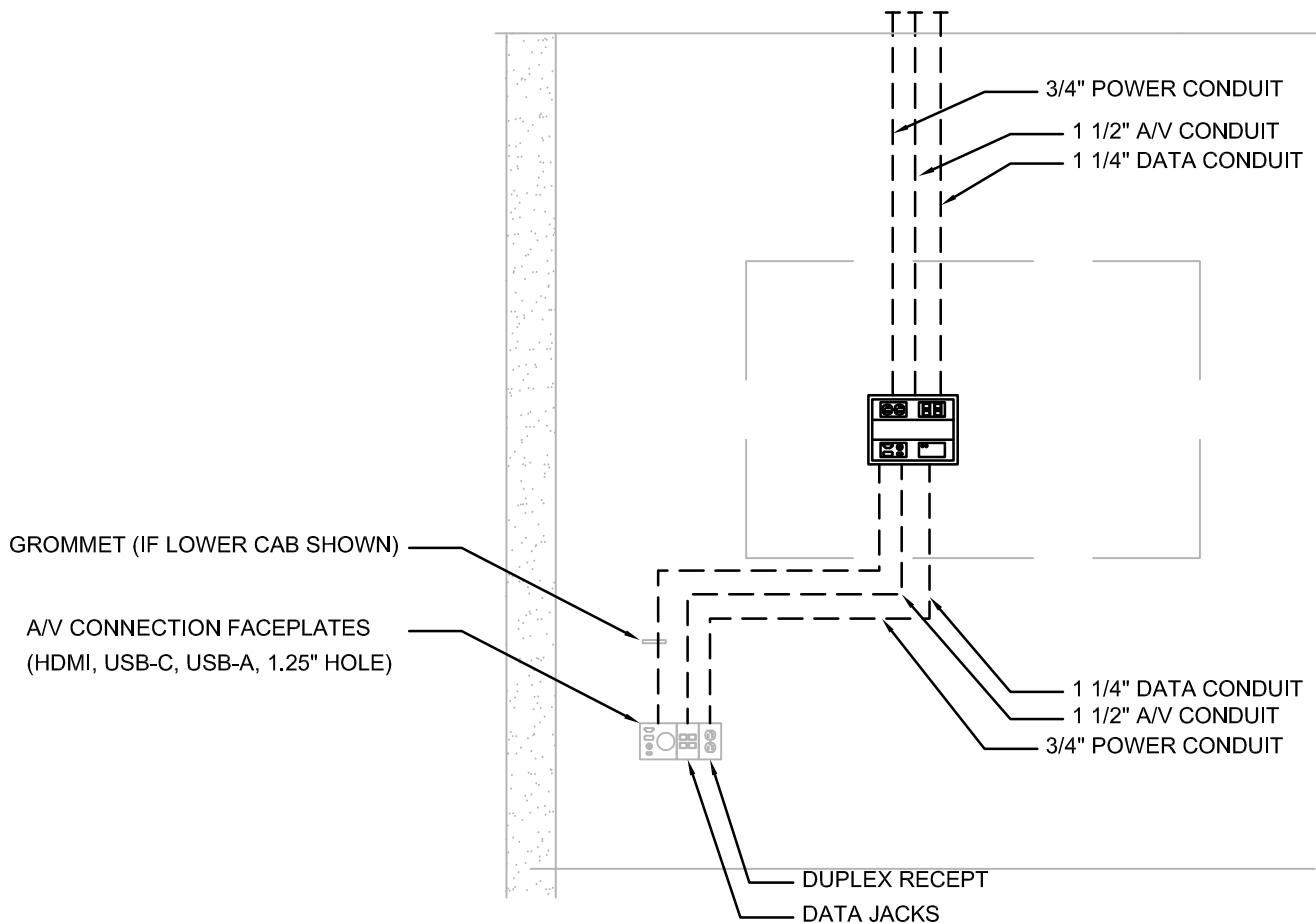 3/4" POWER CONDUIT
1 1/2" A/V CONDUIT
1 1/4" DATA CONDUIT
GROMMET (IF LOWER CAB SHOWN)
A/V CONNECTION FACEPLATES
(HDMI, USB-C, USB-A, 1.25" HOLE)
1 1/4" DATA CONDUIT
1 1/2" A/V CONDUIT
3/4" POWER CONDUIT
DUPLEX RECEPT
DATA JACKS